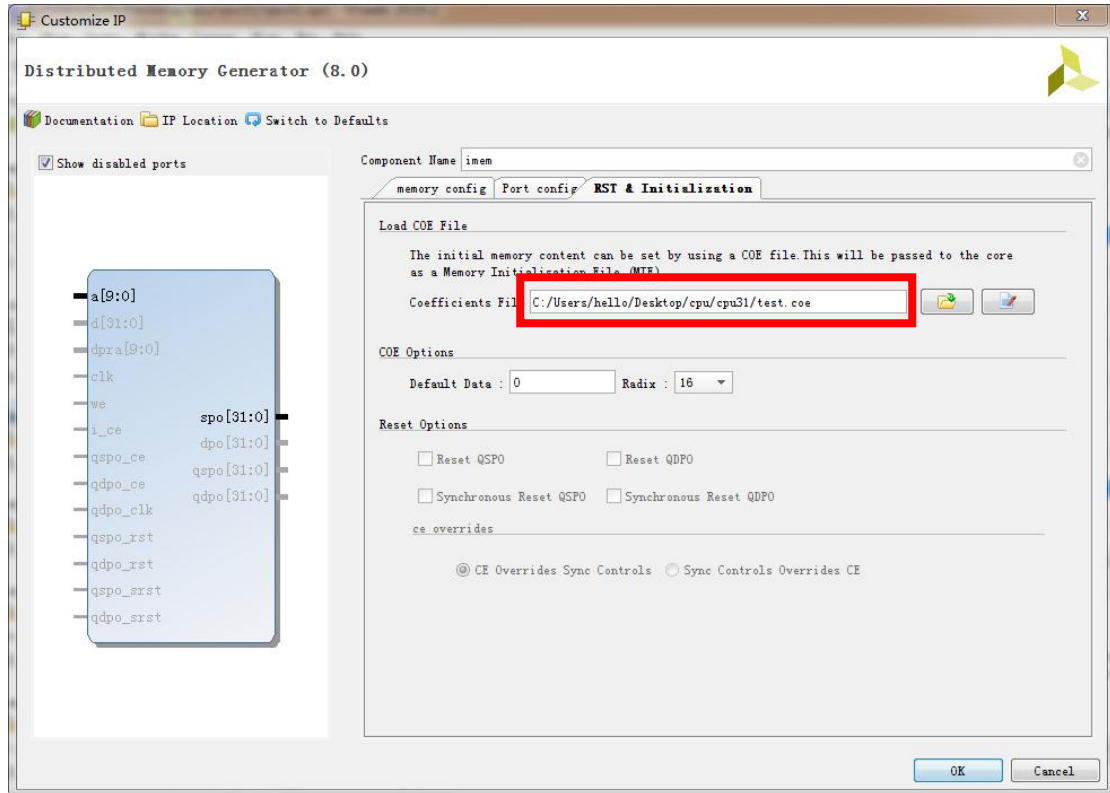 Customize IP
Distributed Memory Generator (8.0)
Documentation IP Location Switch to Defaults
Show disabled ports
a[9:0]
d[31:0]
dpra[9:0]
clk
we
i_ce
qspo_ce
qdpo_ce
qdpo_clk
qspo_rst
qdpo_rst
qspo_srst
qdpo_srst
spo[31:0]
dpo[31:0]
qspo[31:0]
qdpo[31:0]
Component Name imem
memory config Port config RST & Initialization
Load COE File
The initial memory content can be set by using a COE file.This will be passed to the core
as a Memory Initialization File (MIF)
Coefficients Fil C:/Users/hello/Desktop/cpu/cpu31/test.coe
COE Options
Default Data : 0 Radix : 16
Reset Options
Reset QSPO Reset QDPO
Synchronous Reset QSPO Synchronous Reset QDPO
ce overrides
CE Overrides Sync Controls Sync Controls Overrides CE
OK Cancel